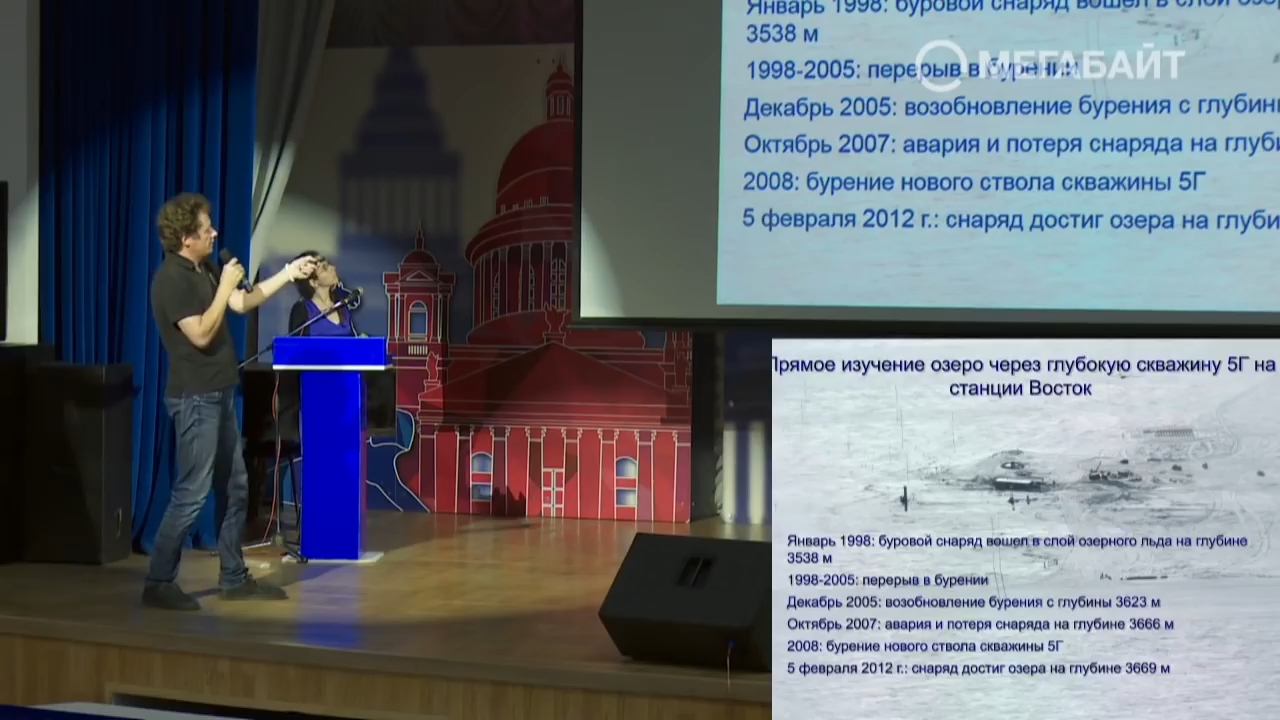 Январь 1998: буровой снаряд вошел в слой
3538 м
1998-2005: перерыв в бурении
МЕГАБАЙТ
Декабрь 2005: возобновление бурения с глубины
Октябрь 2007: авария и потеря снаряда на
2008: бурение нового ствола скважины 5Г
5 февраля 2012 г.: снаряд достиг озера на
Прямое изучение озеро через глубокую скважину 5Г на
станции Восток
Январь 1998: буровой снаряд вошел в слой озерного льда на глубине
3538 м
1998-2005: перерыв в бурении
Декабрь 2005: возобновление бурения с глубины 3623 м
Октябрь 2007: авария и потеря снаряда на глубине 3666 м
2008: бурение нового ствола скважины 5Г
5 февраля 2012 г.: снаряд достиг озера на глубине 3669 м